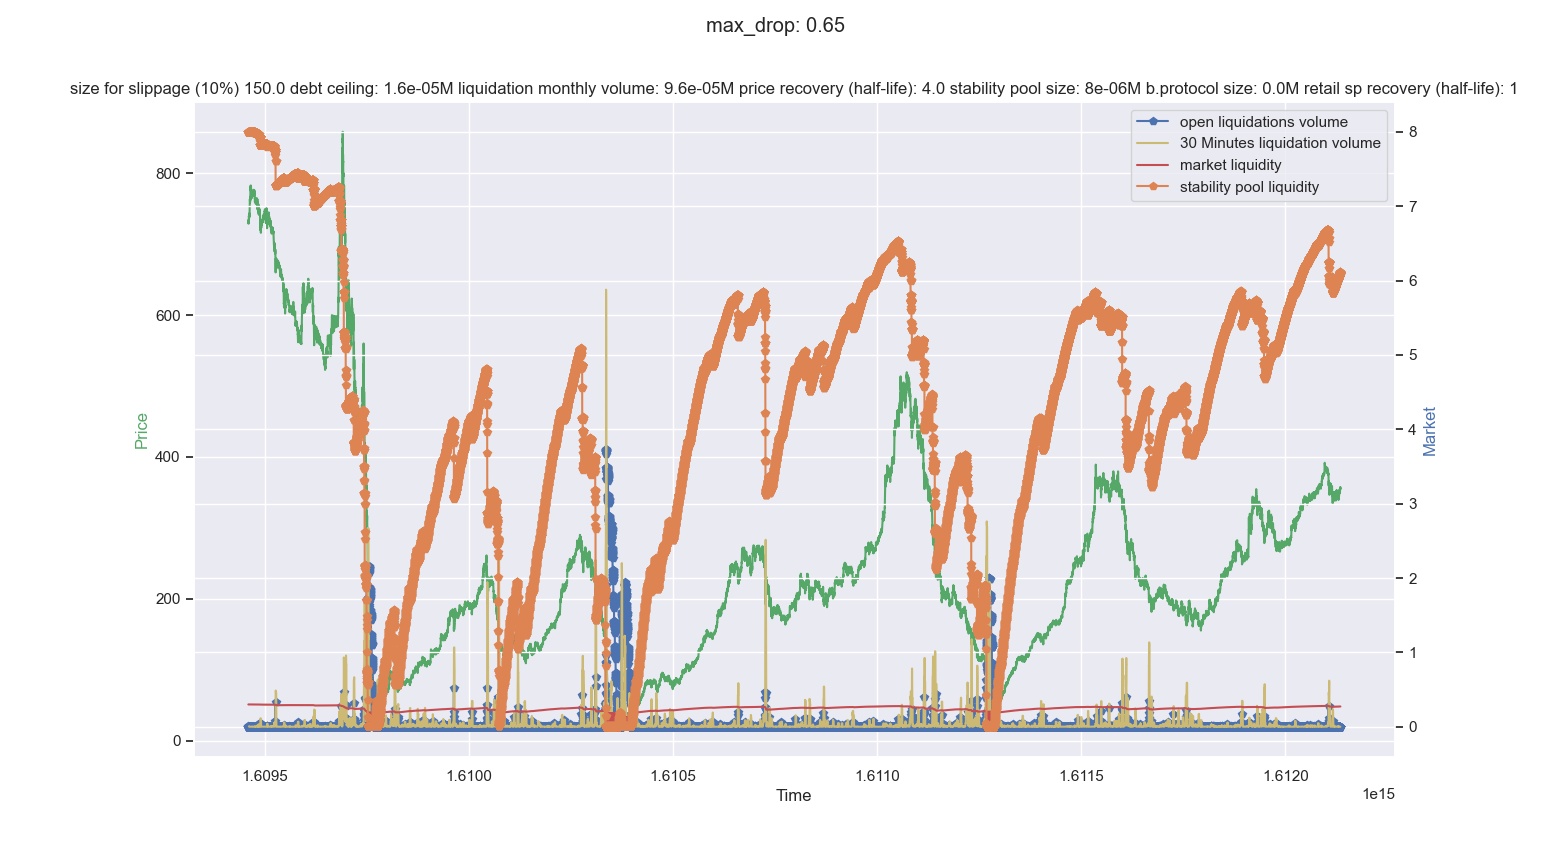 max_drop: 0.65
size for slippage (10%) 150.0 debt ceiling: 1.6e-05M liquidation monthly volume: 9.6e-05M price recovery (half-life): 4.0 stability pool size: 8e-06M b.protocol size: 0.0M retail sp recovery (half-life): 1
open liquidations volume
30 Minutes liquidation volume
market liquidity
stability pool liquidity
800
600
400
200
0
Price
8
7
6
5
4
3
2
1
0
Market
1.6095 1.6100 1.6105 1.6110 1.6115 1.6120
Time
1e15